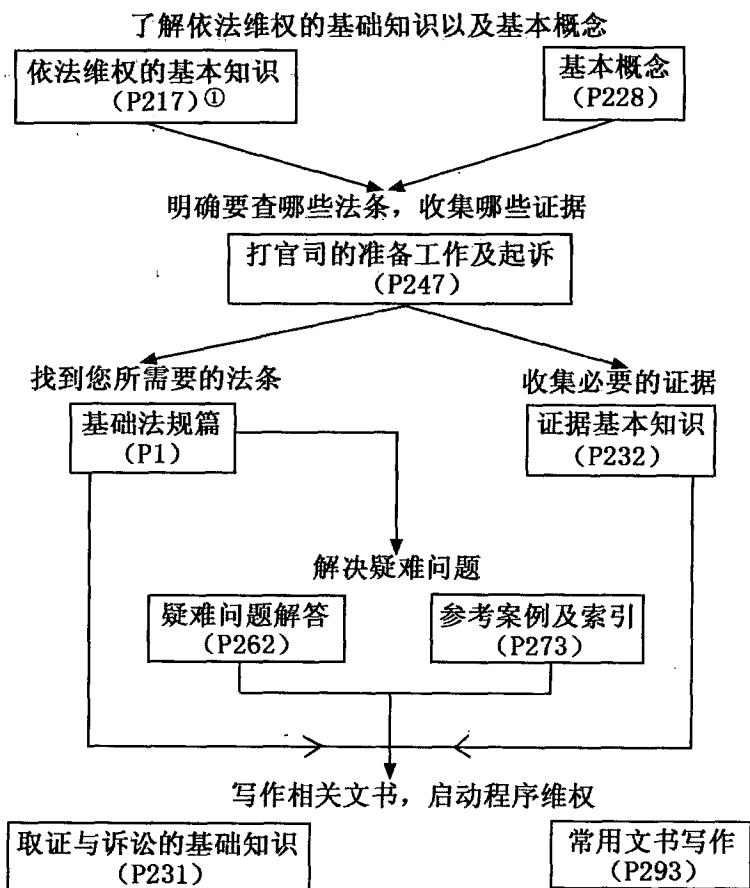 了解依法维权的基础知识以及基本概念
依法维权的基本知识
(P217)①
基本概念
(P228)
明确要查哪些法条，收集哪些证据
打官司的准备工作及起诉
(P247)
找到您所需要的法条
收集必要的证据
基础法规篇
(P1)
证据基本知识
(P232)
解决疑难问题
疑难问题解答
(P262)
参考案例及索引
(P273)
写作相关文书，启动程序维权
取证与诉讼的基础知识
(P231)
常用文书写作
(P293)